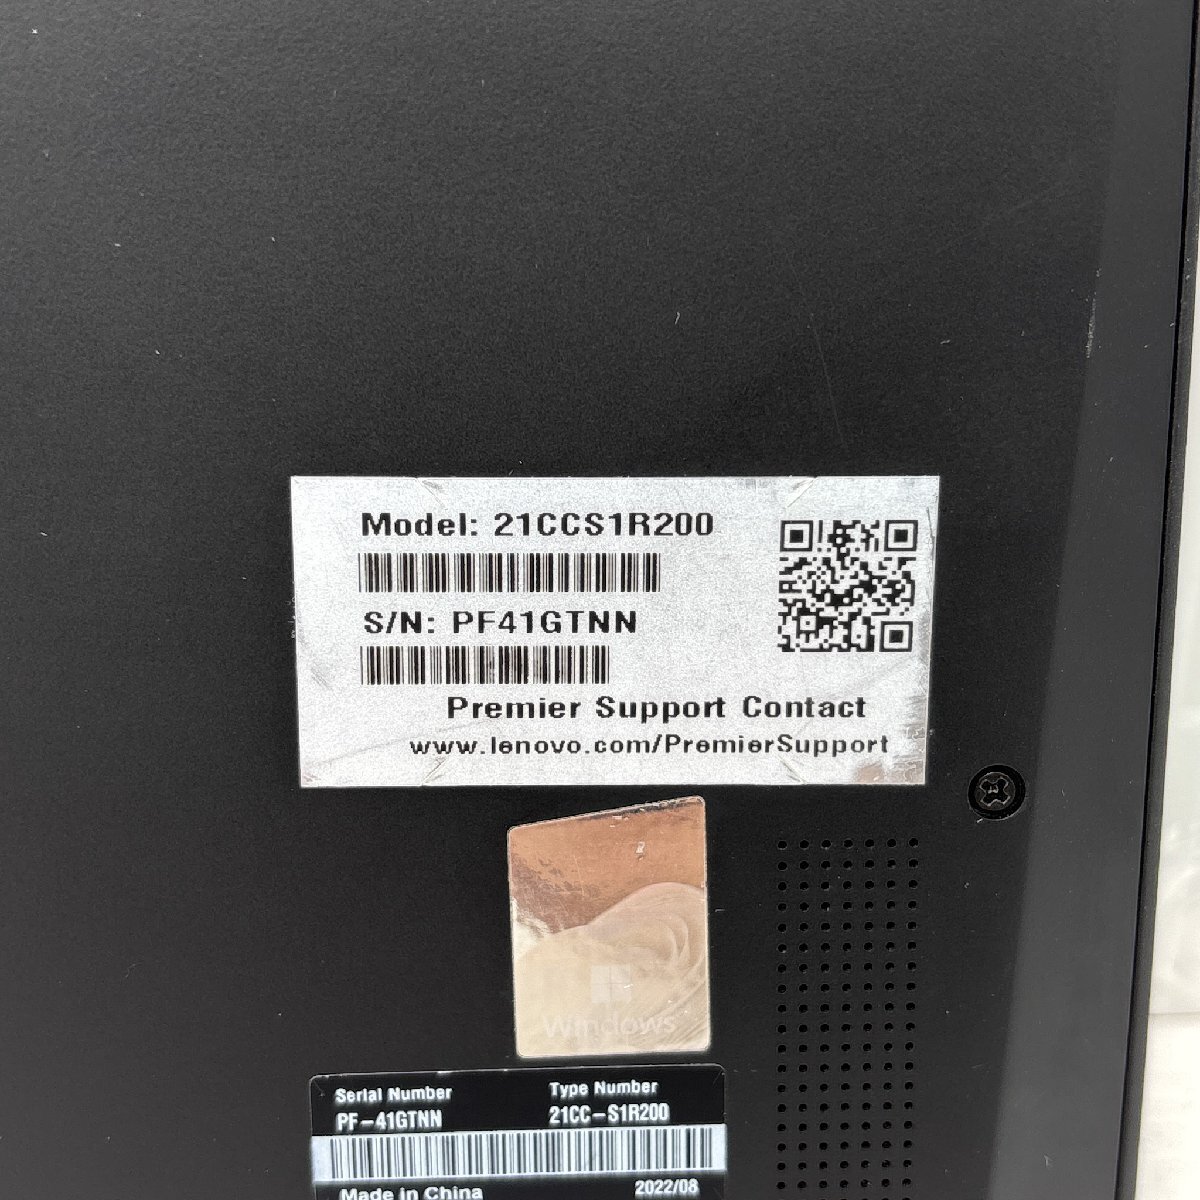 Model: 21CCS1R200
S/N: PF41GTNN
Premier Support Contact
www.lenovo.com/PremierSupport
Windows
Serial Number Type Number
PF-41GTNN 21CC-S1R200
Made in China 2022/08